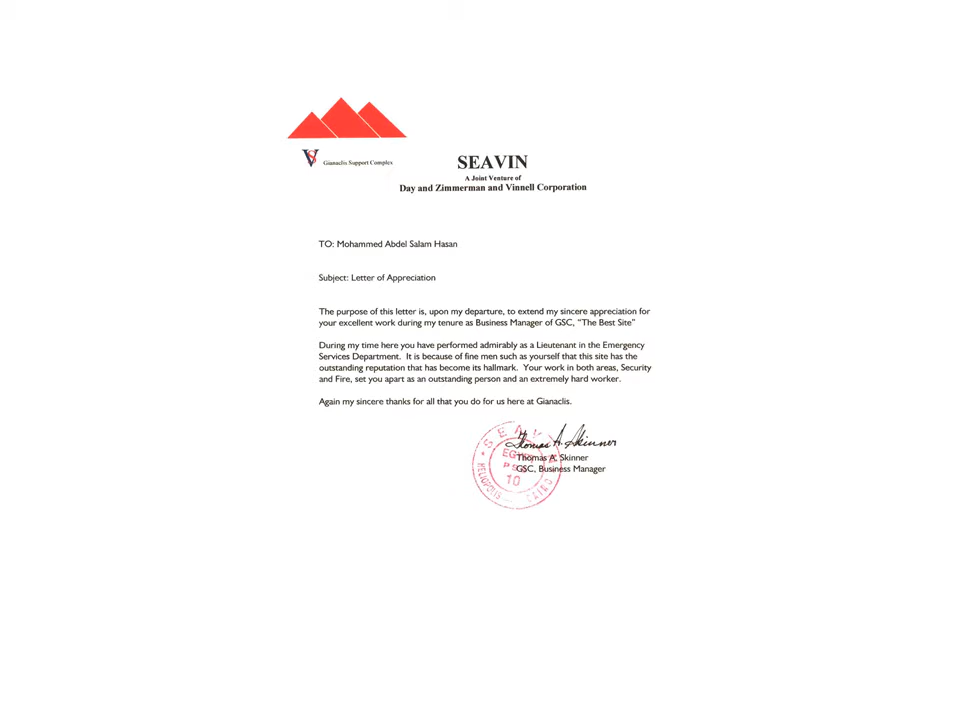 VS Gianaclis Support Complex
SEAVIN
A Joint Venture of
Day and Zimmerman and Vinnell Corporation
TO: Mohammed Abdel Salam Hasan
Subject: Letter of Appreciation
The purpose of this letter is, upon my departure, to extend my sincere appreciation for
your excellent work during my tenure as Business Manager of GSC, “The Best Site”
During my time here you have performed admirably as a Lieutenant in the Emergency
Services Department. It is because of fine men such as yourself that this site has the
outstanding reputation that has become its hallmark. Your work in both areas, Security
and Fire, set you apart as an outstanding person and an extremely hard worker.
Again my sincere thanks for all that you do for us here at Gianaclis.
Thomas A. Skinner
Thomas A. Skinner
GSC, Business Manager
10
HELIOPOLIS CAIRO